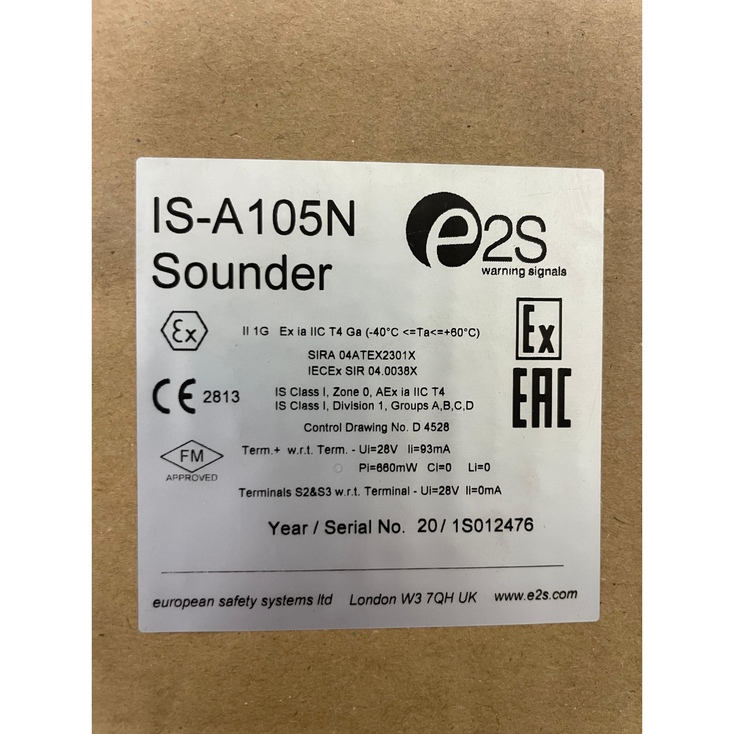 IS-A105N
Sounder
e2S
warning signals
Ex
II 1G Ex ia IIC T4 Ga (-40°C <=Ta<=+60°C)
Ex
SIRA 04ATEX2301X
IECEx SIR 04.0038X
CE 2813
IS Class I, Zone 0, AEx ia IIC T4
IS Class I, Division 1, Groups A,B,C,D
EAC
Control Drawing No. D 4528
FM
APPROVED
Term.+ w.r.t. Term. - Ui=28V Ii=93mA
Pi=660mW Ci=0 Li=0
Terminals S2&S3 w.r.t. Terminal - Ui=28V Ii=0mA
Year / Serial No. 20/ 1S012476
european safety systems ltd London W3 7QH UK www.e2s.com